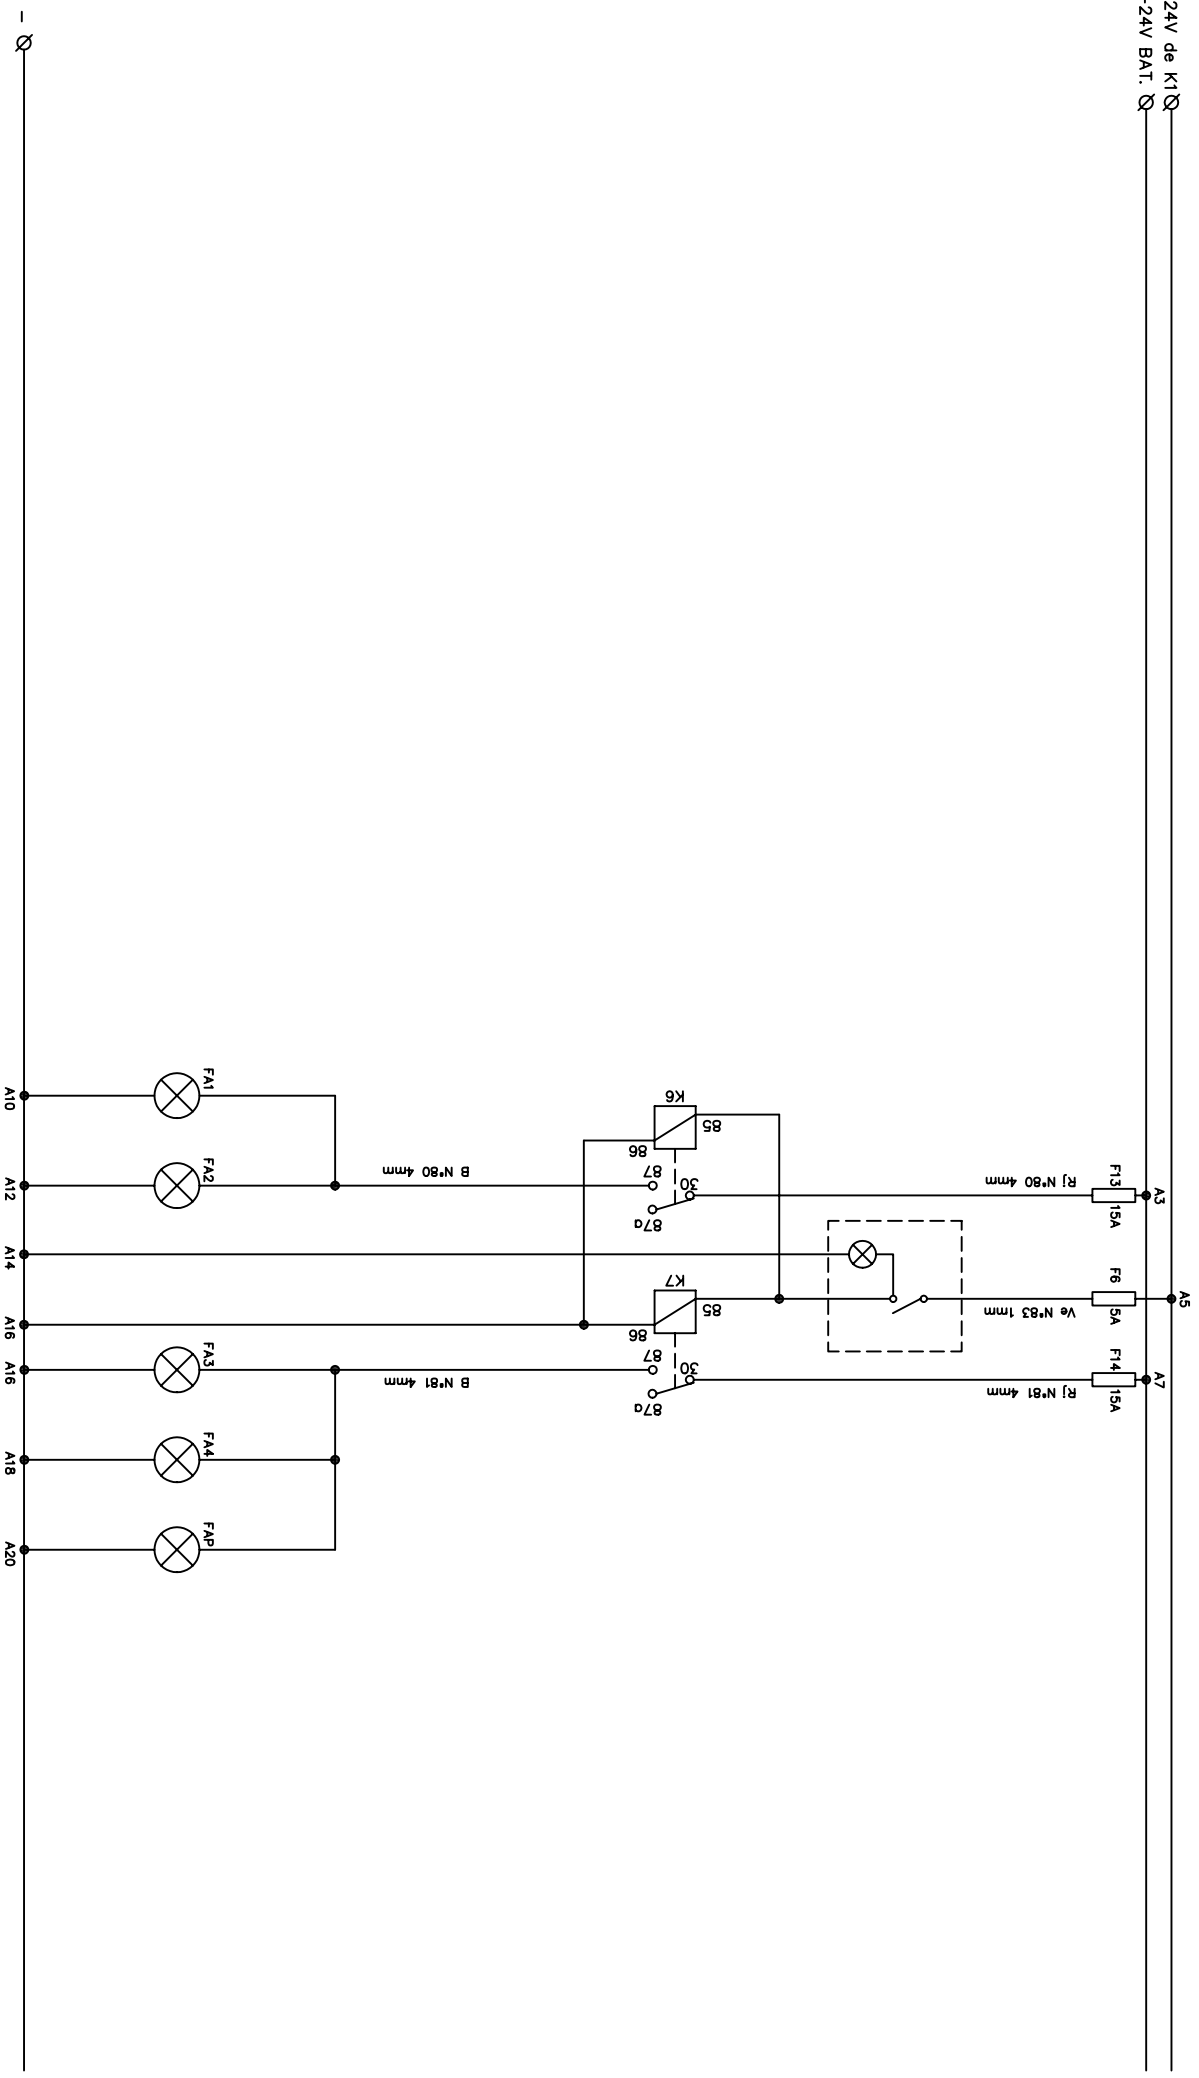 24V de K1
-24V BAT.
-
A3
A5
A7
F13 15A
F6 5A
F14 15A
Rj N°80 4mm
Ve N°83 1mm
Rj N°81 4mm
K6
85
86
87
30
87a
K7
85
86
87
30
87a
B N°80 4mm
B N°81 4mm
FA1
FA2
FA3
FA4
FAP
A10
A12
A14
A16
A16
A18
A20